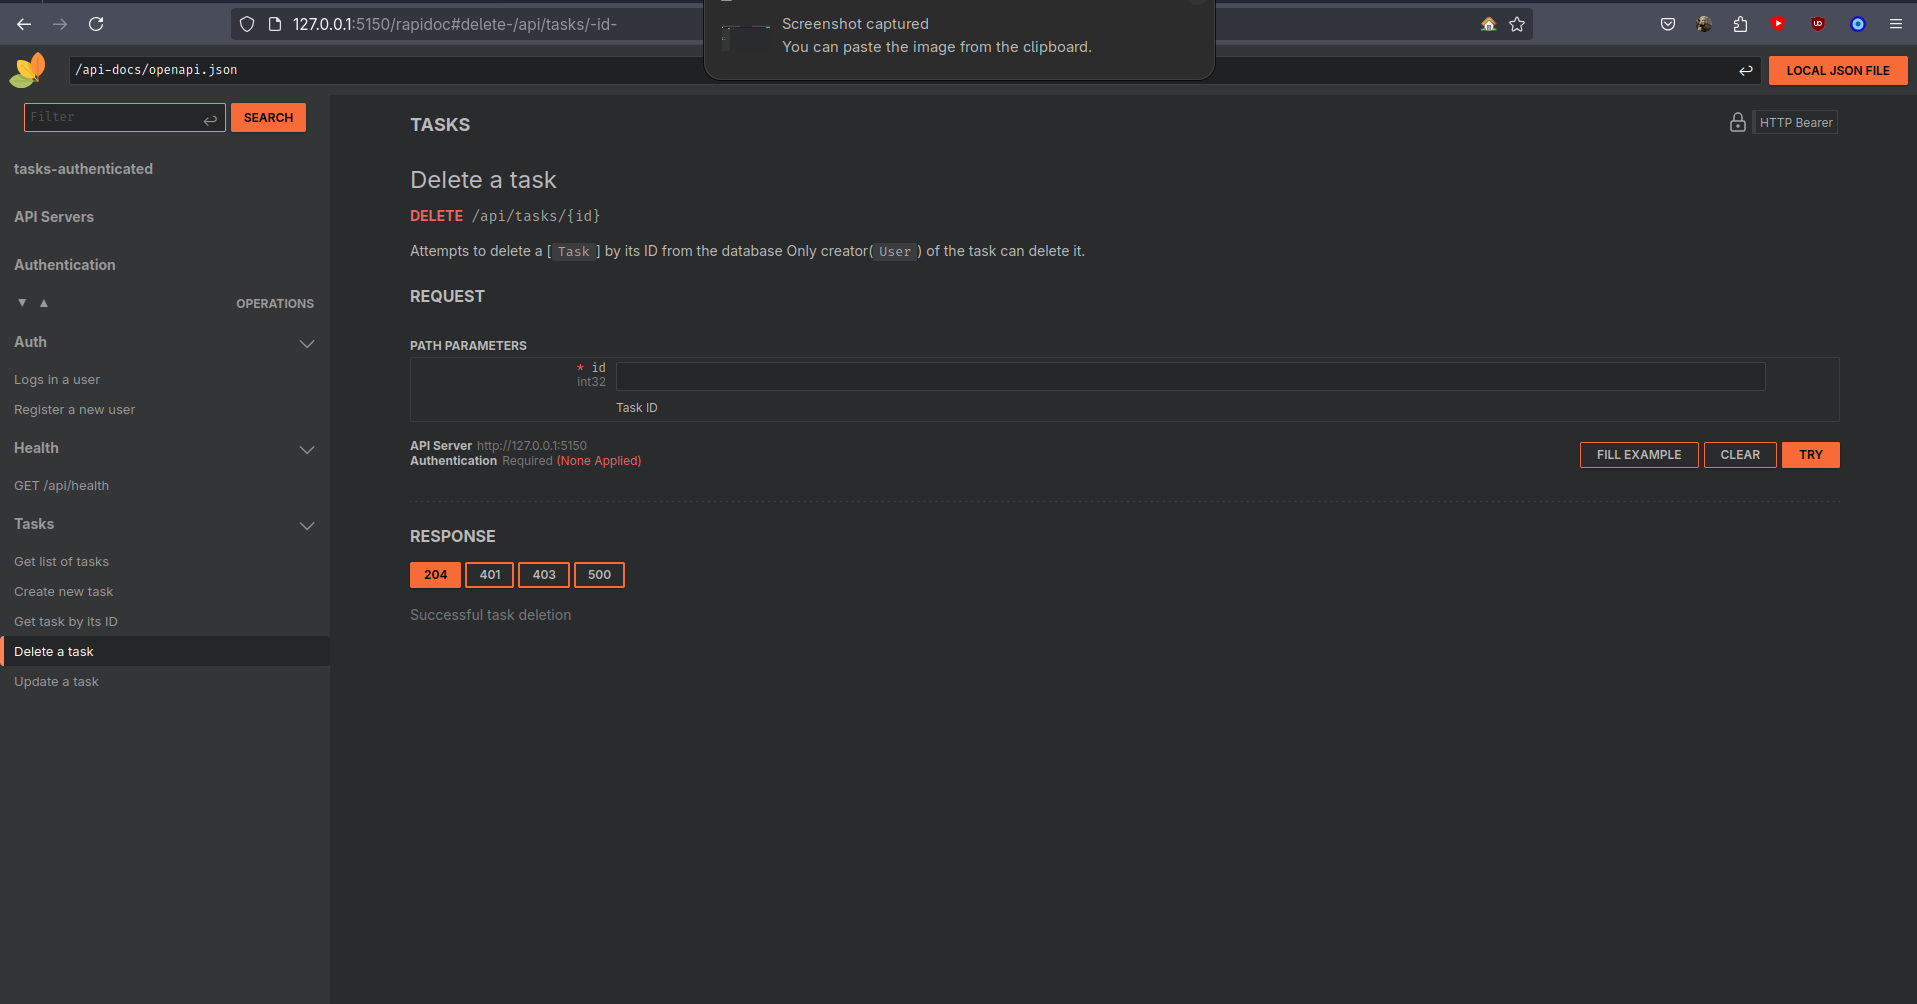 127.0.0.1:5150/rapidoc#delete-/api/tasks/-id-
Screenshot captured
You can paste the image from the clipboard.
/api-docs/openapi.json
LOCAL JSON FILE
Filter
SEARCH
tasks-authenticated
API Servers
Authentication
OPERATIONS
Auth
Logs in a user
Register a new user
Health
GET /api/health
Tasks
Get list of tasks
Create new task
Get task by its ID
Delete a task
Update a task
TASKS
HTTP Bearer
Delete a task
DELETE /api/tasks/{id}
Attempts to delete a [ Task ] by its ID from the database Only creator( User ) of the task can delete it.
REQUEST
PATH PARAMETERS
* id
int32
Task ID
API Server http://127.0.0.1:5150
Authentication Required (None Applied)
FILL EXAMPLE
CLEAR
TRY
RESPONSE
204 401 403 500
Successful task deletion